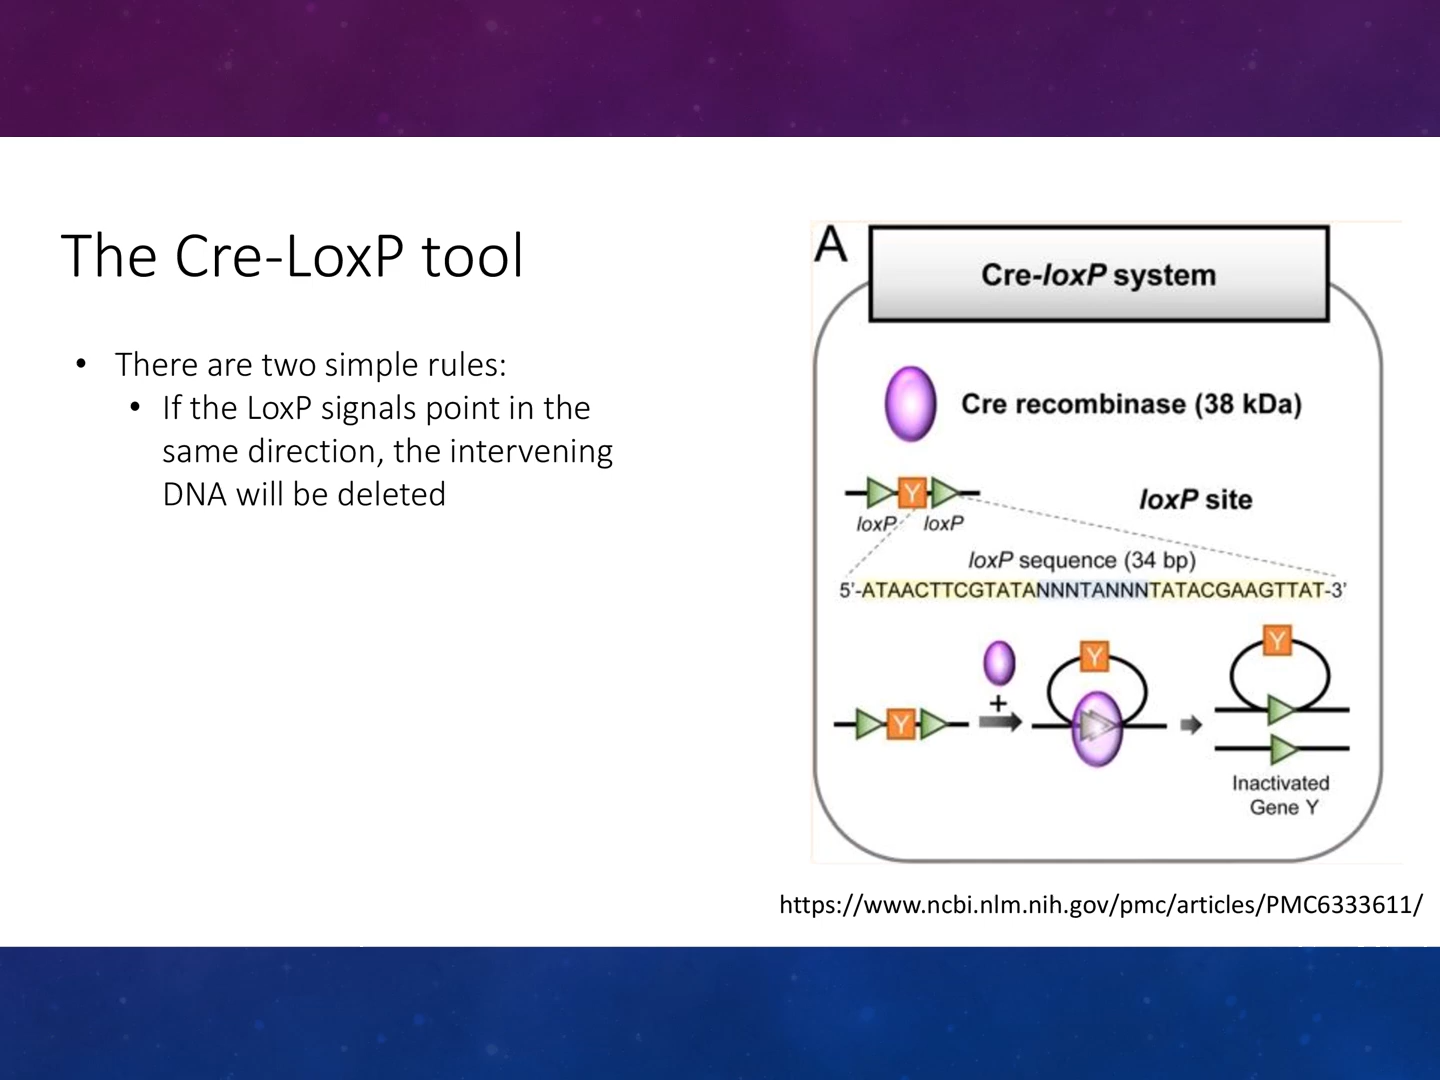 The Cre-LoxP tool
• There are two simple rules:
• If the LoxP signals point in the
same direction, the intervening
DNA will be deleted
A
Cre-loxP system
Cre recombinase (38 kDa)
Y
loxP loxP
loxP site
loxP sequence (34 bp)
5'-ATAACTTCGTATANNNTANNNTATACGAAGTTAT-3'
Y
+
Y
Y
Inactivated
Gene Y
https://www.ncbi.nlm.nih.gov/pmc/articles/PMC6333611/